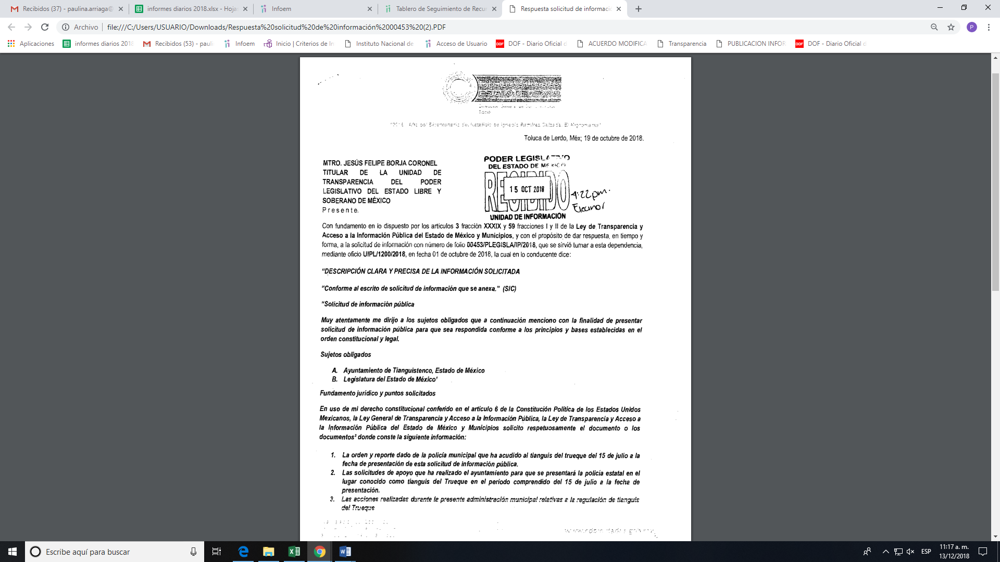 Recibidos (37) - paulina.arriaga@
informes diarios 2018.xlsx - Hoja
Infoem
Tablero de Seguimiento de Recur
Respuesta solicitud de informaci
Archivo
file:///C:/Users/USUARIO/Downloads/Respuesta%20solicitud%20de%20información%2000453%20(2).PDF
P
Aplicaciones
informes diarios 2018
Recibidos (53) - pauli
Infoem
Inicio | Criterios de In
Instituto Nacional de
Acceso de Usuario
DOF - Diario Oficial d
ACUERDO MODIFICA
Transparencia
PUBLICACION INFOR
DOF - Diario Oficial d
Diputados Locales
ESTADO DE MÉXICO
Toluca de Lerdo, Méx; 19 de octubre de 2018.
MTRO. JESÚS FELIPE BORJA CORONEL
TITULAR DE LA UNIDAD DE
TRANSPARENCIA DEL PODER
LEGISLATIVO DEL ESTADO LIBRE Y
SOBERANO DE MÉXICO
Presente.
PODER LEGISLATIVO
DEL ESTADO DE MÉXICO
RECIBIDO
15 OCT 2018
4:22 pm.
Eleanor
UNIDAD DE INFORMACIÓN
Con fundamento en lo dispuesto por los artículos 3 fracción XXXIX y 59 fracciones I y II de la Ley de Transparencia y
Acceso a la Información Pública del Estado de México y Municipios, y con el propósito de dar respuesta, en tiempo y
forma, a la solicitud de información con número de folio 00453/PLEGISLA/IP/2018, que se sirvió turnar a esta dependencia,
mediante oficio UIPL/1200/2018, en fecha 01 de octubre de 2018, la cual en lo conducente dice:
“DESCRIPCIÓN CLARA Y PRECISA DE LA INFORMACIÓN SOLICITADA
“Conforme al escrito de solicitud de información que se anexa.” (SIC)
“Solicitud de información pública
Muy atentamente me dirijo a los sujetos obligados que a continuación menciono con la finalidad de presentar
solicitud de información pública para que sea respondida conforme a los principios y bases establecidas en el
orden constitucional y legal.
Sujetos obligados
A. Ayuntamiento de Tianguistenco, Estado de México
B. Legislatura del Estado de México¹
Fundamento jurídico y puntos solicitados
En uso de mi derecho constitucional conferido en el artículo 6 de la Constitución Política de los Estados Unidos
Mexicanos, la Ley General de Transparencia y Acceso a la Información Pública, la Ley de Transparencia y Acceso a
la Información Pública del Estado de México y Municipios solicito respetuosamente el documento o los
documentos² donde conste la siguiente información:
1. La orden y reporte dado de la policía municipal que ha acudido al tianguis del trueque del 15 de julio a la
fecha de presentación de esta solicitud de información pública.
2. Las solicitudes de apoyo que ha realizado el ayuntamiento para que se presentará la policía estatal en el
lugar conocido como tianguis del Trueque en el período comprendido del 15 de julio a la fecha de
presentación.
3. Las acciones realizadas durante la presente administración municipal relativas a la regulación de tianguis
del Trueque
Escribe aquí para buscar
ESP
11:17 a. m.
13/12/2018